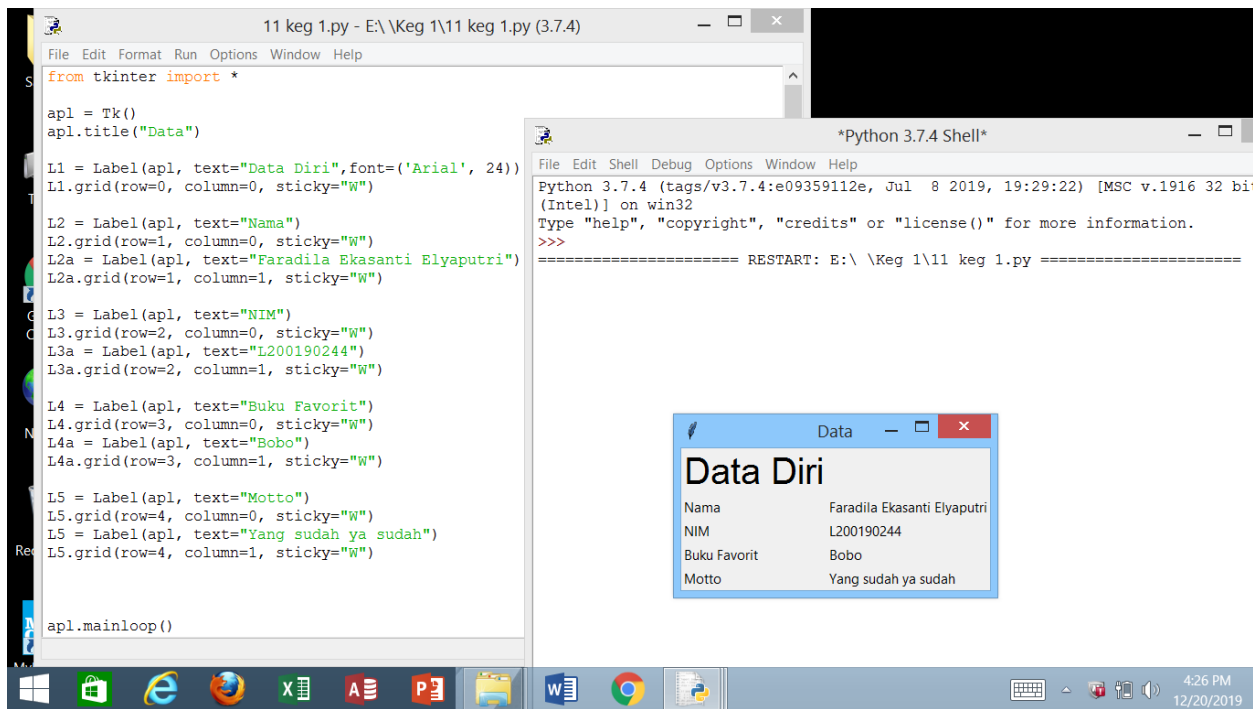 11 keg 1.py - E:\ \Keg 1\11 keg 1.py (3.7.4)
File Edit Format Run Options Window Help
from tkinter import *
apl = Tk()
apl.title("Data")
L1 = Label(apl, text="Data Diri",font=('Arial', 24))
L1.grid(row=0, column=0, sticky="W")
L2 = Label(apl, text="Nama")
L2.grid(row=1, column=0, sticky="W")
L2a = Label(apl, text="Faradila Ekasanti Elyaputri")
L2a.grid(row=1, column=1, sticky="W")
L3 = Label(apl, text="NIM")
L3.grid(row=2, column=0, sticky="W")
L3a = Label(apl, text="L200190244")
L3a.grid(row=2, column=1, sticky="W")
L4 = Label(apl, text="Buku Favorit")
L4.grid(row=3, column=0, sticky="W")
L4a = Label(apl, text="Bobo")
L4a.grid(row=3, column=1, sticky="W")
L5 = Label(apl, text="Motto")
L5.grid(row=4, column=0, sticky="W")
L5 = Label(apl, text="Yang sudah ya sudah")
L5.grid(row=4, column=1, sticky="W")
apl.mainloop()
*Python 3.7.4 Shell*
File Edit Shell Debug Options Window Help
Python 3.7.4 (tags/v3.7.4:e09359112e, Jul  8 2019, 19:29:22) [MSC v.1916 32 bit
(Intel)] on win32
Type "help", "copyright", "credits" or "license()" for more information.
>>>
====================== RESTART: E:\ \Keg 1\11 keg 1.py ======================
Data
Data Diri
Nama Faradila Ekasanti Elyaputri
NIM L200190244
Buku Favorit Bobo
Motto Yang sudah ya sudah
4:26 PM
12/20/2019